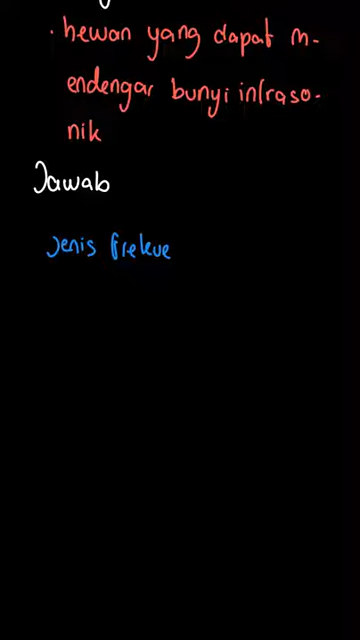 · hewan yang dapat m-
endengar bunyi infraso-
nik
Jawab
Jenis Frekue